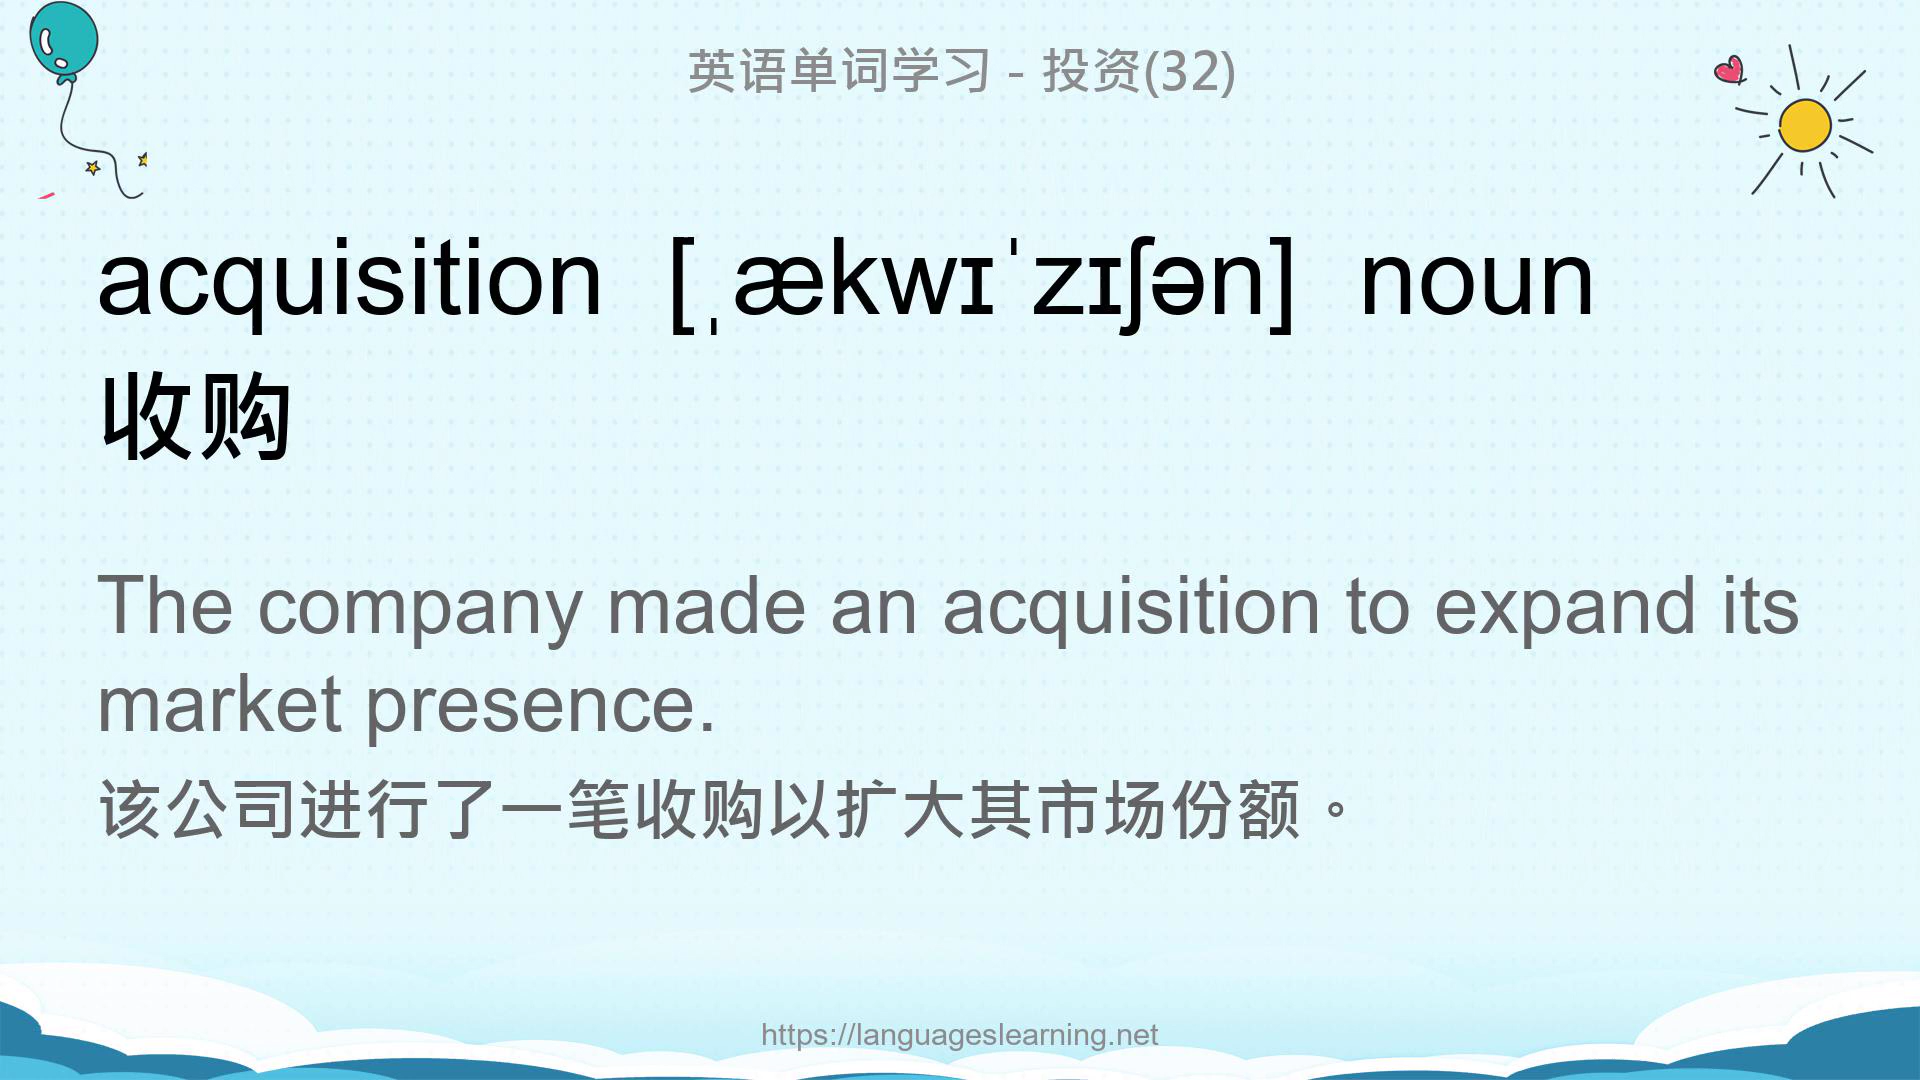 英语单词学习 - 投资(32)
acquisition [ˌækwɪˈzɪʃən] noun
收购
The company made an acquisition to expand its
market presence.
该公司进行了一笔收购以扩大其市场份额。
https://languageslearning.net